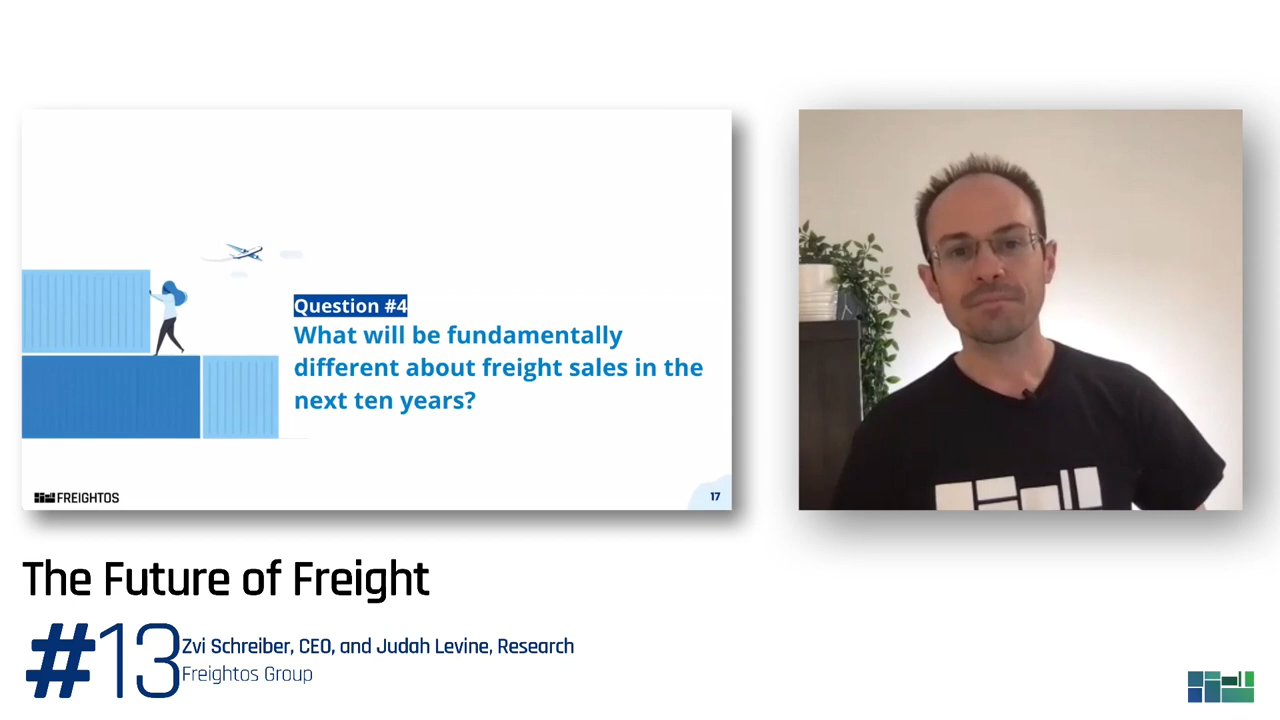 Question #4
What will be fundamentally
different about freight sales in the
next ten years?
FREIGHTOS
17
The Future of Freight
#13
Zvi Schreiber, CEO, and Judah Levine, Research
Freightos Group